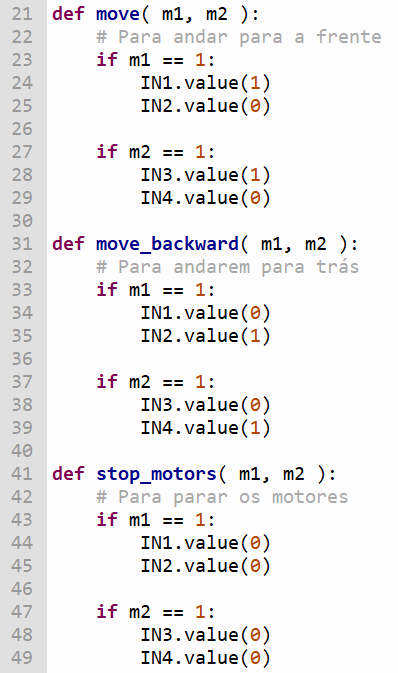 21 def move( m1, m2 ):
22     # Para andar para a frente
23     if m1 == 1:
24         IN1.value(1)
25         IN2.value(0)
26
27     if m2 == 1:
28         IN3.value(1)
29         IN4.value(0)
30
31 def move_backward( m1, m2 ):
32     # Para andarem para trás
33     if m1 == 1:
34         IN1.value(0)
35         IN2.value(1)
36
37     if m2 == 1:
38         IN3.value(0)
39         IN4.value(1)
40
41 def stop_motors( m1, m2 ):
42     # Para parar os motores
43     if m1 == 1:
44         IN1.value(0)
45         IN2.value(0)
46
47     if m2 == 1:
48         IN3.value(0)
49         IN4.value(0)